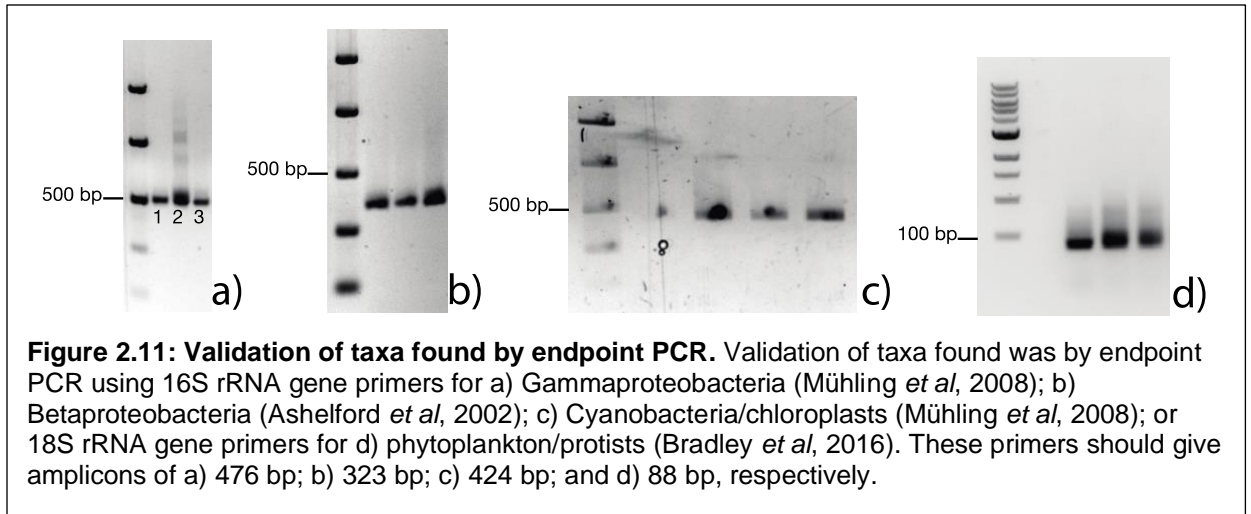 500 bp
1 2 3
a)
500 bp
b)
500 bp
c)
100 bp
d)
Figure 2.11: Validation of taxa found by endpoint PCR. Validation of taxa found was by endpoint
PCR using 16S rRNA gene primers for a) Gammaproteobacteria (Mühling et al, 2008); b)
Betaproteobacteria (Ashelford et al, 2002); c) Cyanobacteria/chloroplasts (Mühling et al, 2008); or
18S rRNA gene primers for d) phytoplankton/protists (Bradley et al, 2016). These primers should give
amplicons of a) 476 bp; b) 323 bp; c) 424 bp; and d) 88 bp, respectively.